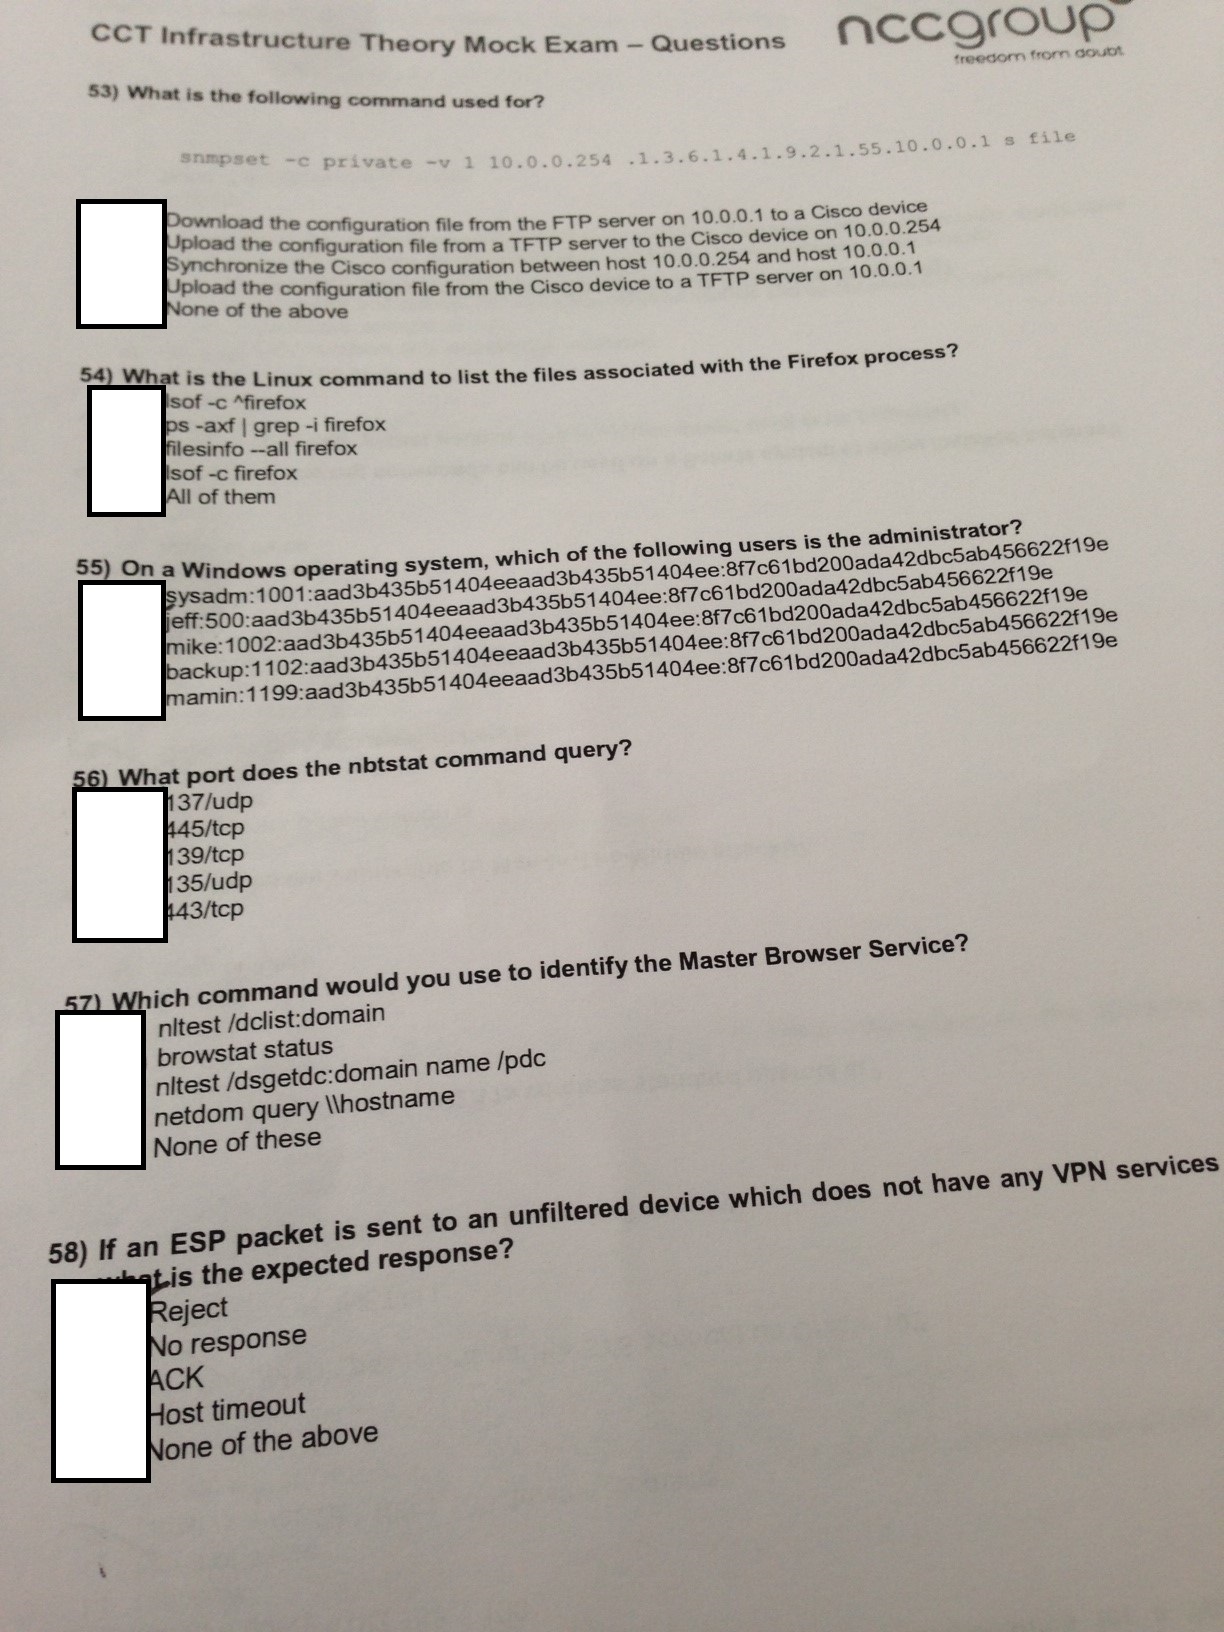 CCT Infrastructure Theory Mock Exam – Questions
nccgroup
freedom from doubt
53) What is the following command used for?
snmpset -c private -v 1 10.0.0.254 .1.3.6.1.4.1.9.2.1.55.10.0.0.1 s file
Download the configuration file from the FTP server on 10.0.0.1 to a Cisco device
Upload the configuration file from a TFTP server to the Cisco device on 10.0.0.254
Synchronize the Cisco configuration between host 10.0.0.254 and host 10.0.0.1
Upload the configuration file from the Cisco device to a TFTP server on 10.0.0.1
None of the above
54) What is the Linux command to list the files associated with the Firefox process?
lsof -c ^firefox
ps -axf | grep -i firefox
filesinfo --all firefox
lsof -c firefox
All of them
55) On a Windows operating system, which of the following users is the administrator?
sysadm:1001:aad3b435b51404eeaad3b435b51404ee:8f7c61bd200ada42dbc5ab456622f19e
jeff:500:aad3b435b51404eeaad3b435b51404ee:8f7c61bd200ada42dbc5ab456622f19e
mike:1002:aad3b435b51404eeaad3b435b51404ee:8f7c61bd200ada42dbc5ab456622f19e
backup:1102:aad3b435b51404eeaad3b435b51404ee:8f7c61bd200ada42dbc5ab456622f19e
mamin:1199:aad3b435b51404eeaad3b435b51404ee:8f7c61bd200ada42dbc5ab456622f19e
56) What port does the nbtstat command query?
137/udp
445/tcp
139/tcp
135/udp
443/tcp
57) Which command would you use to identify the Master Browser Service?
nltest /dclist:domain
browstat status
nltest /dsgetdc:domain name /pdc
netdom query \\hostname
None of these
58) If an ESP packet is sent to an unfiltered device which does not have any VPN services
what is the expected response?
Reject
No response
ACK
Host timeout
None of the above